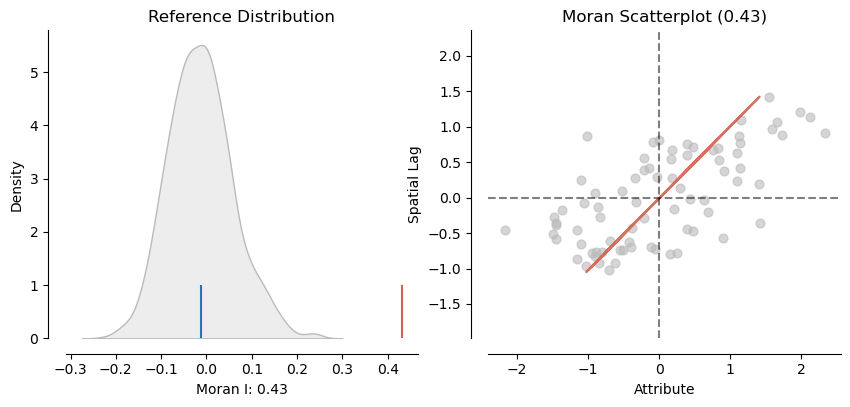 Reference Distribution
Density
5
4
3
2
1
0
−0.3 −0.2 −0.1 0.0 0.1 0.2 0.3 0.4
Moran I: 0.43
Moran Scatterplot (0.43)
Spatial Lag
2.0
1.5
1.0
0.5
0.0
−0.5
−1.0
−1.5
−2 −1 0 1 2
Attribute